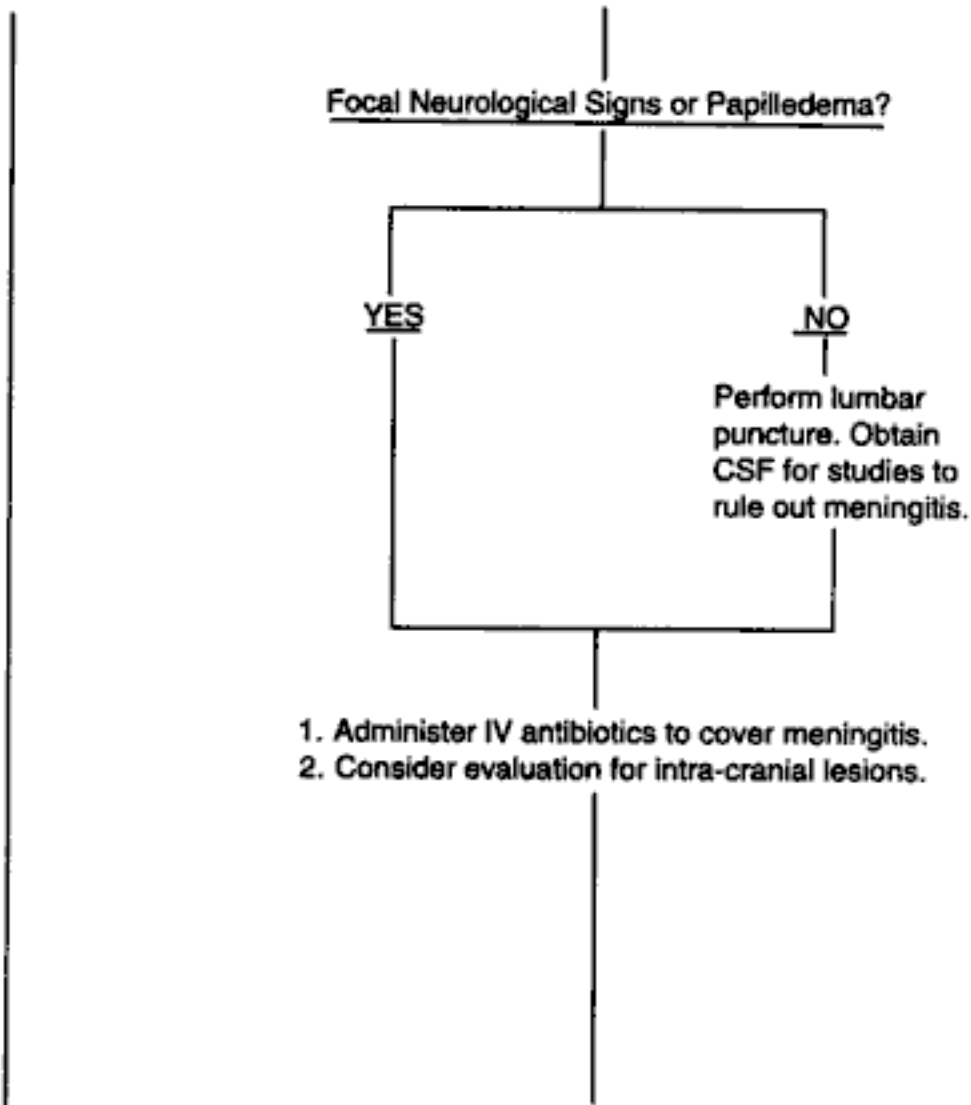 Focal Neurological Signs or Papilledema?
YES
NO
Perform lumbar
puncture. Obtain
CSF for studies to
rule out meningitis.
1. Administer IV antibiotics to cover meningitis.
2. Consider evaluation for intra-cranial lesions.